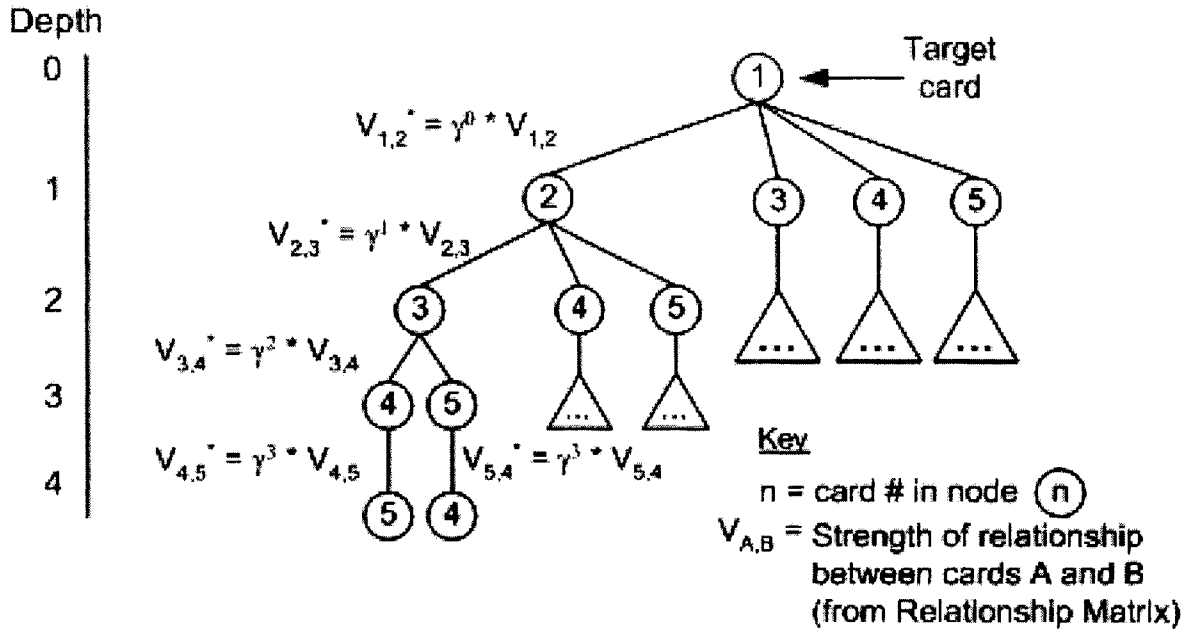 Depth
0
1
Target
card
V1,2* = γ0 * V1,2
1
2
3
4
5
V2,3* = γ1 * V2,3
2
3
4
5
...
...
...
V3,4* = γ2 * V3,4
3
4
5
...
...
V4,5* = γ3 * V4,5
V5,4* = γ3 * V5,4
4
5
4
Key
n = card # in node n
VA,B = Strength of relationship
between cards A and B
(from Relationship Matrix)